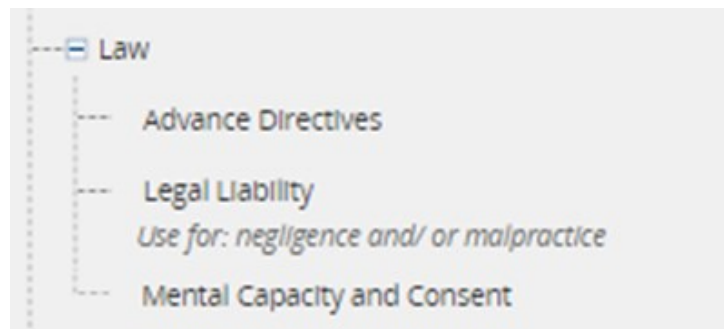 Law
Advance Directives
Legal Liability
Use for: negligence and/ or malpractice
Mental Capacity and Consent